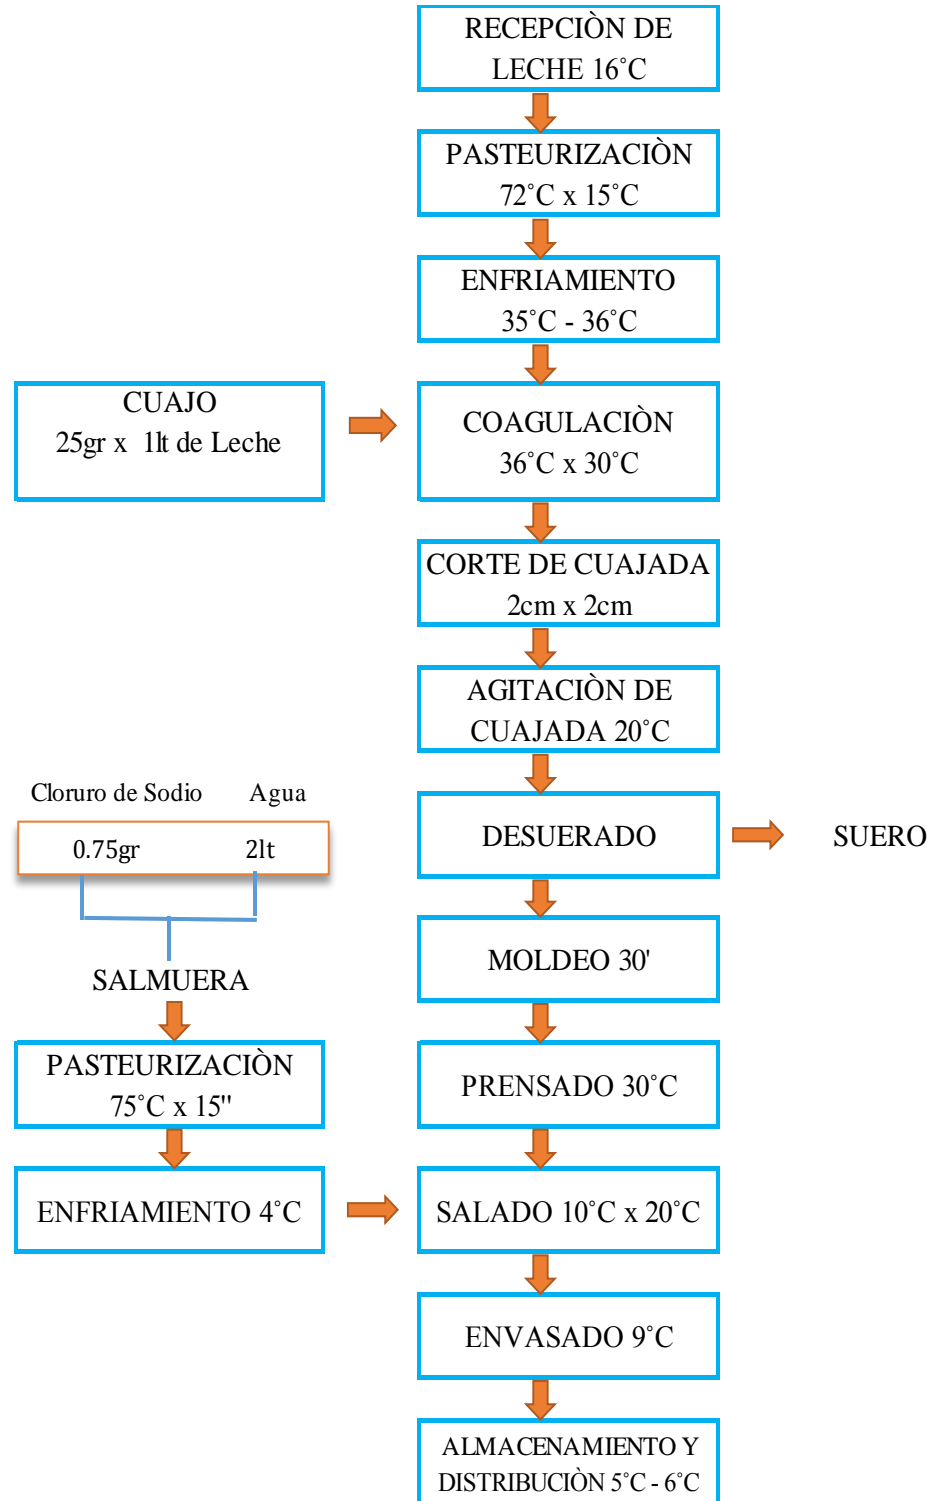 RECEPCIÒN DE
LECHE 16˚C
PASTEURIZACIÒN
72˚C x 15˚C
ENFRIAMIENTO
35˚C - 36˚C
CUAJO
25gr x 1lt de Leche
COAGULACIÒN
36˚C x 30˚C
CORTE DE CUAJADA
2cm x 2cm
AGITACIÒN DE
CUAJADA 20˚C
Cloruro de Sodio Agua
0.75gr 2lt
DESUERADO
SUERO
SALMUERA
MOLDEO 30'
PASTEURIZACIÒN
75˚C x 15"
PRENSADO 30˚C
ENFRIAMIENTO 4˚C
SALADO 10˚C x 20˚C
ENVASADO 9˚C
ALMACENAMIENTO Y
DISTRIBUCIÒN 5˚C - 6˚C